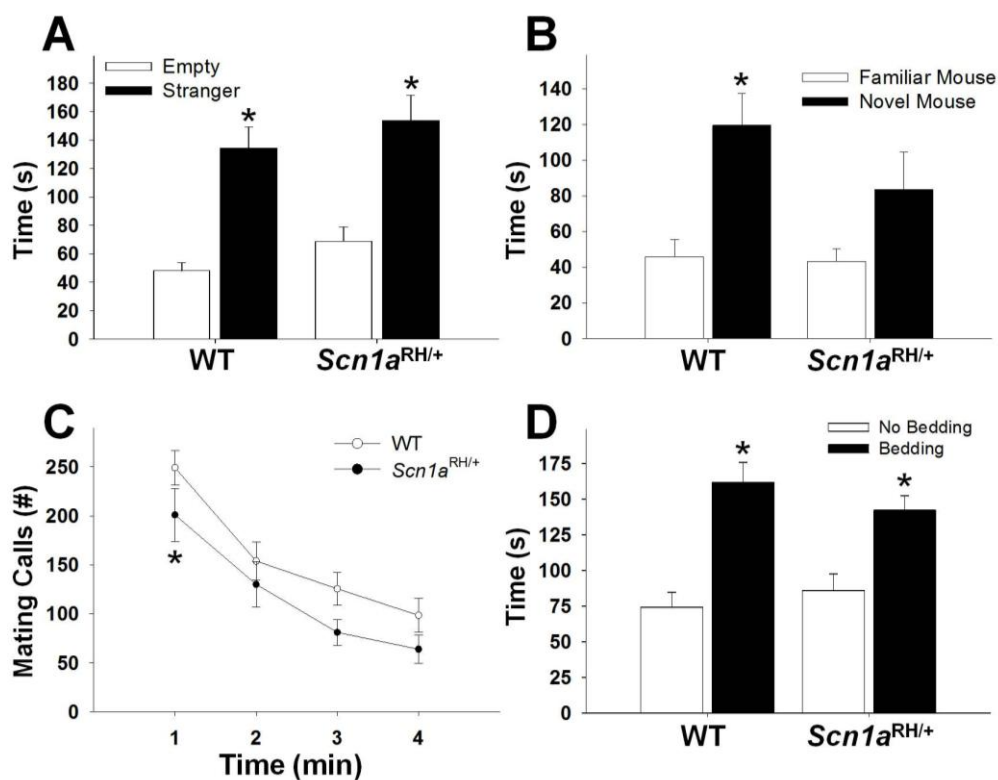 A
Empty
Stranger
Time (s)
180
160
140
120
100
80
60
40
20
0
*
*
WT
Scn1aRH/+
B
Familiar Mouse
Novel Mouse
Time (s)
140
120
100
80
60
40
20
0
*
WT
Scn1aRH/+
C
WT
Scn1aRH/+
Mating Calls (#)
250
200
150
100
50
0
*
1 2 3 4
Time (min)
D
No Bedding
Bedding
Time (s)
175
150
125
100
75
50
25
0
*
*
WT
Scn1aRH/+